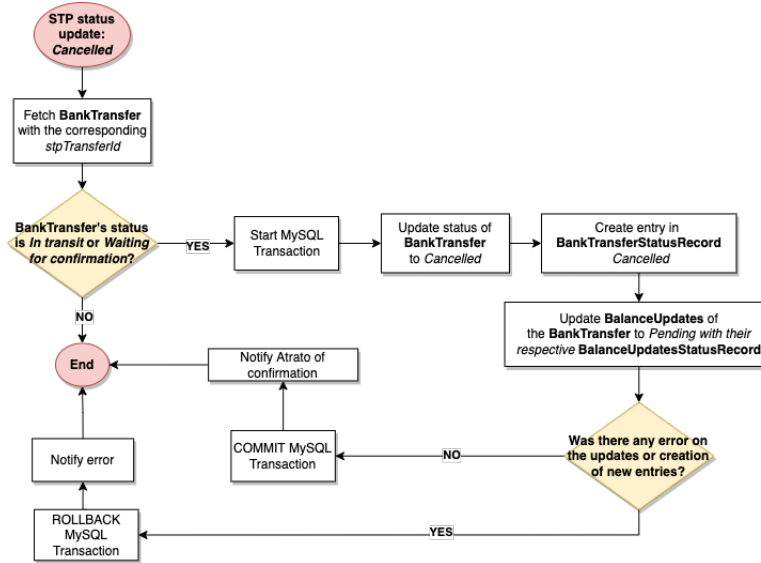 STP status
update:
Cancelled
Fetch BankTransfer
with the corresponding
stpTransferId
BankTransfer's status
is In transit or Waiting
for confirmation?
YES
Start MySQL
Transaction
Update status of
BankTransfer
to Cancelled
Create entry in
BankTransferStatusRecord
Cancelled
NO
Update BalanceUpdates of
the BankTransfer to Pending with their
respective BalanceUpdatesStatusRecord
End
Notify Atrato of
confirmation
Was there any error on
the updates or creation
of new entries?
NO
COMMIT MySQL
Transaction
Notify error
YES
ROLLBACK
MySQL
Transaction